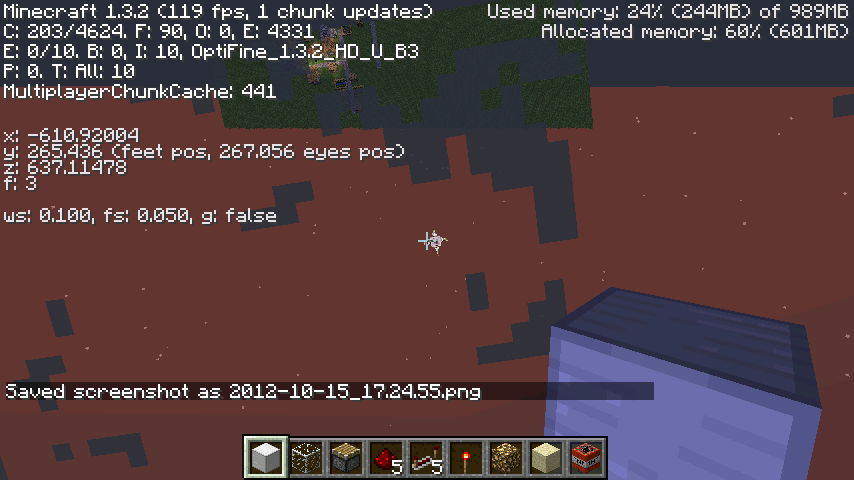 Minecraft 1.3.2 (119 fps, 1 chunk updates)
Used memory: 24% (244MB) of 989MB
C: 203/4624. F: 90, O: 0, E: 4331
Allocated memory: 60% (601MB)
E: 0/10. B: 0, I: 10, OptiFine_1.3.2_HD_U_B3
P: 0. T: All: 10
MultiplayerChunkCache: 441
x: -610.92004
y: 265.436 (feet pos, 267.056 eyes pos)
z: 637.11478
f: 3
ws: 0.100, fs: 0.050, g: false
Saved screenshot as 2012-10-15_17.24.55.png
5
5